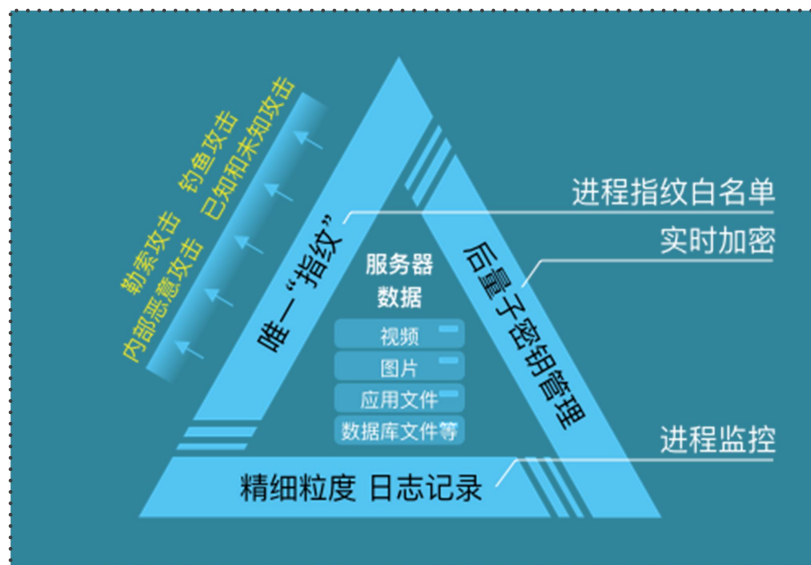 勒索攻击 钓鱼攻击
内部恶意攻击 已知和未知攻击
唯一“指纹”
进程指纹白名单
实时加密
后量子密钥管理
服务器
数据
视频
图片
应用文件
数据库文件等
进程监控
精细粒度 日志记录